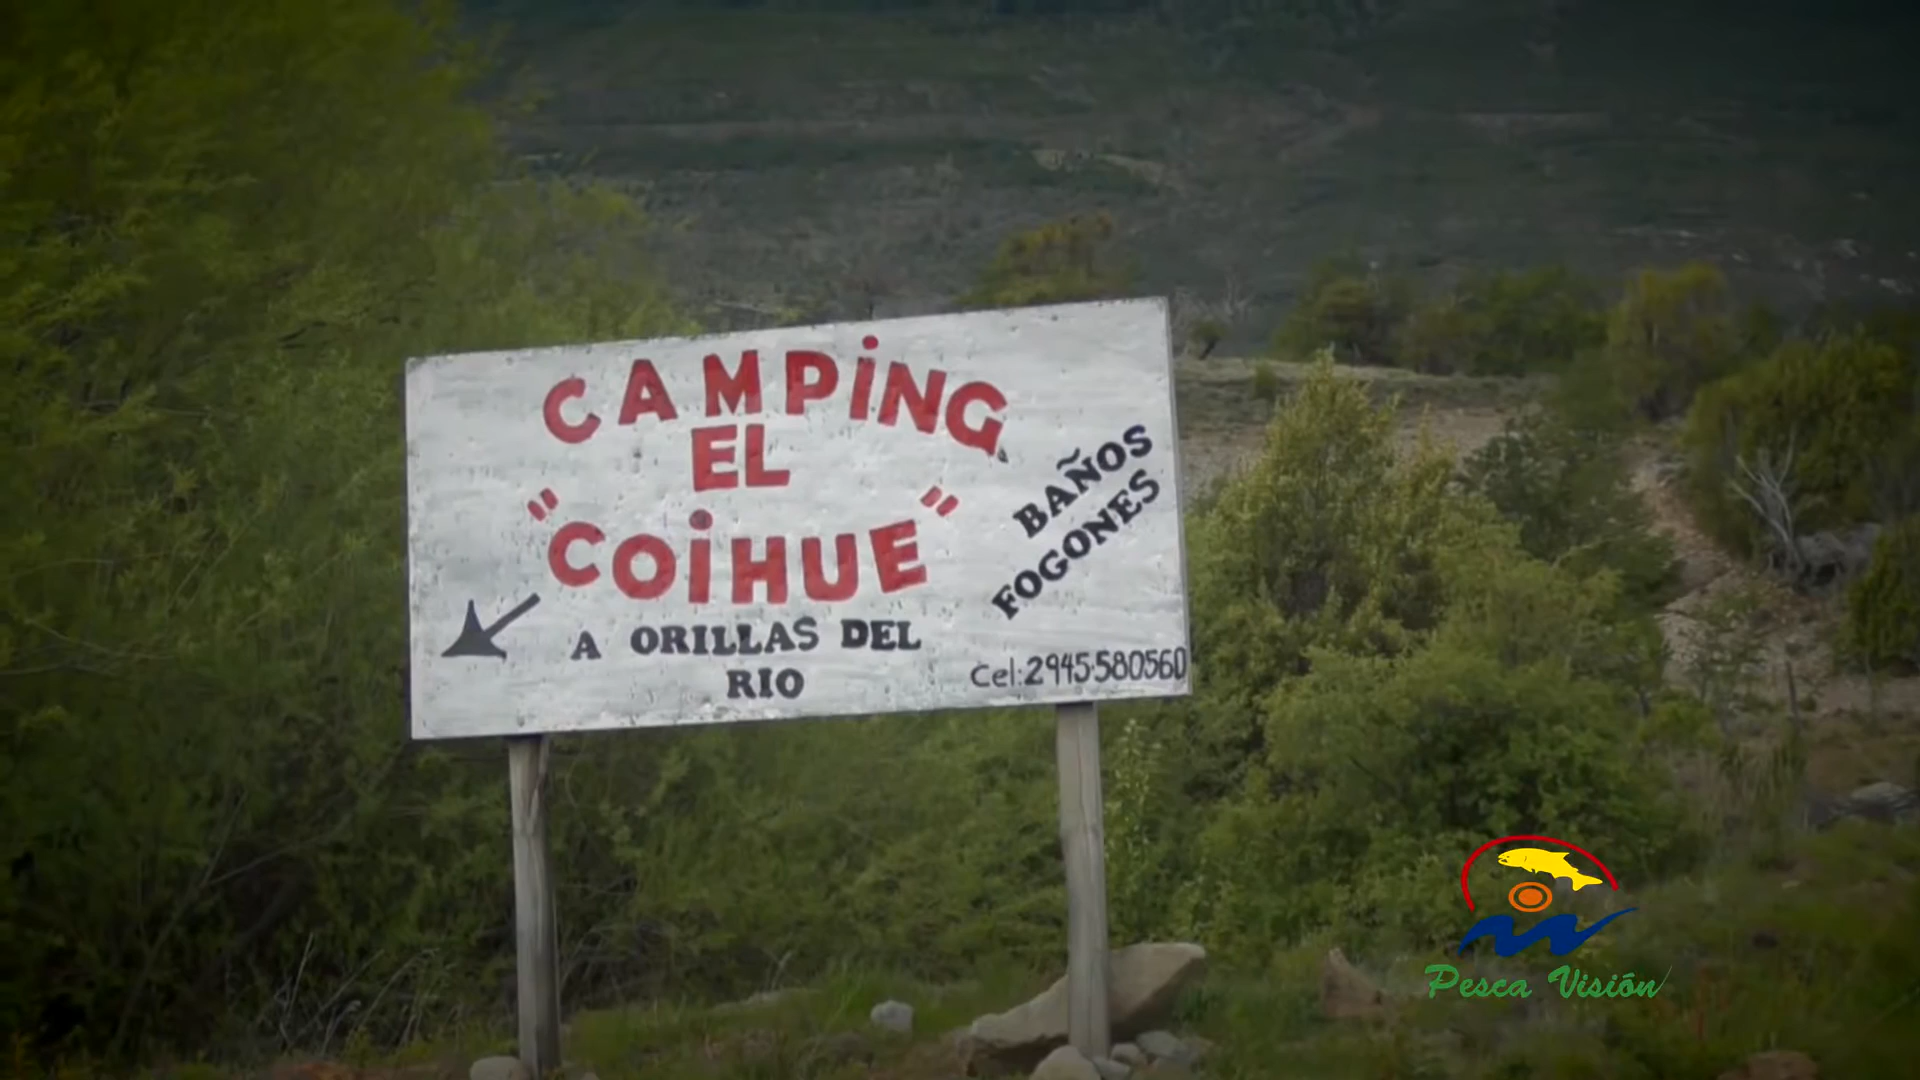 CAMPiNG
EL
"COiHUE"
A ORILLAS DEL
RIO
BAÑOS
FOGONES
Cel:2945·580560
Pesca Visión